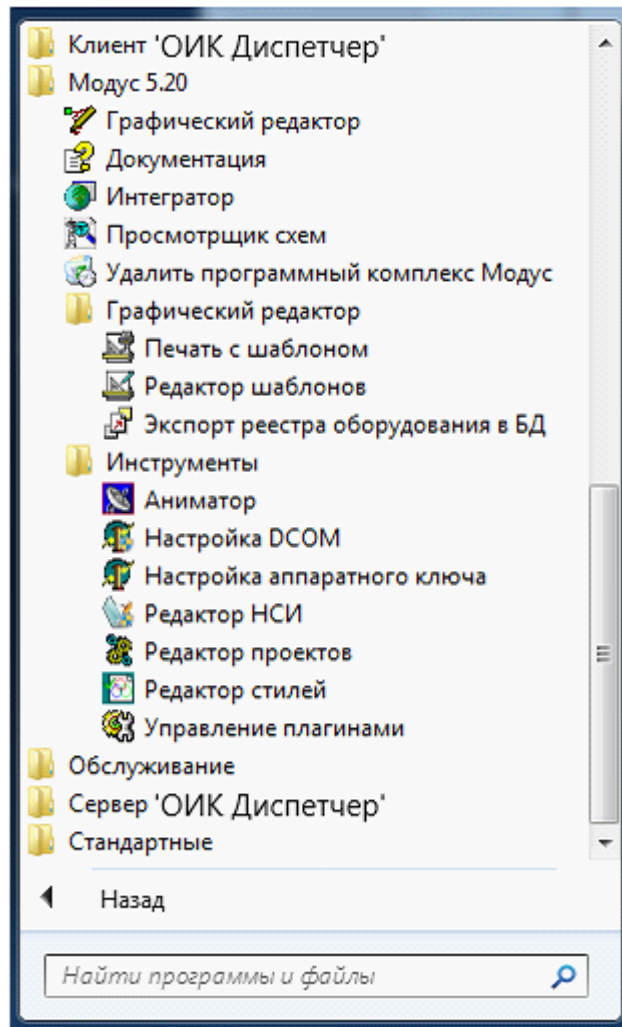 Клиент 'ОИК Диспетчер'
Модус 5.20
Графический редактор
Документация
Интегратор
Просмотрщик схем
Удалить программный комплекс Модус
Графический редактор
Печать с шаблоном
Редактор шаблонов
Экспорт реестра оборудования в БД
Инструменты
Аниматор
Настройка DCOM
Настройка аппаратного ключа
Редактор НСИ
Редактор проектов
Редактор стилей
Управление плагинами
Обслуживание
Сервер 'ОИК Диспетчер'
Стандартные
Назад
Найти программы и файлы